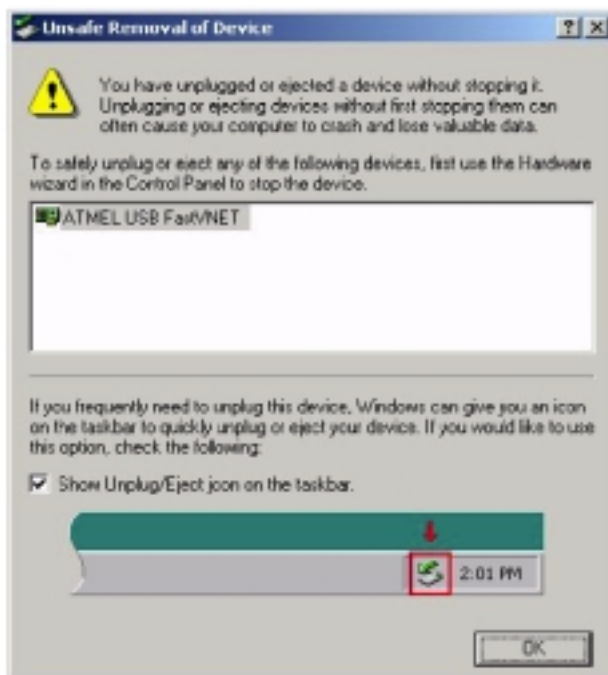 Unsafe Removal of Device
You have unplugged or ejected a device without stopping it.
Unplugging or ejecting devices without first stopping them can
often cause your computer to crash and lose valuable data.
To safely unplug or eject any of the following devices, first use the Hardware
wizard in the Control Panel to stop the device.
ATMEL USB FastVNET
If you frequently need to unplug this device, Windows can give you an icon
on the taskbar to quickly unplug or eject your device. If you would like to use
this option, check the following:
Show Unplug/Eject icon on the taskbar.
2:01 PM
OK